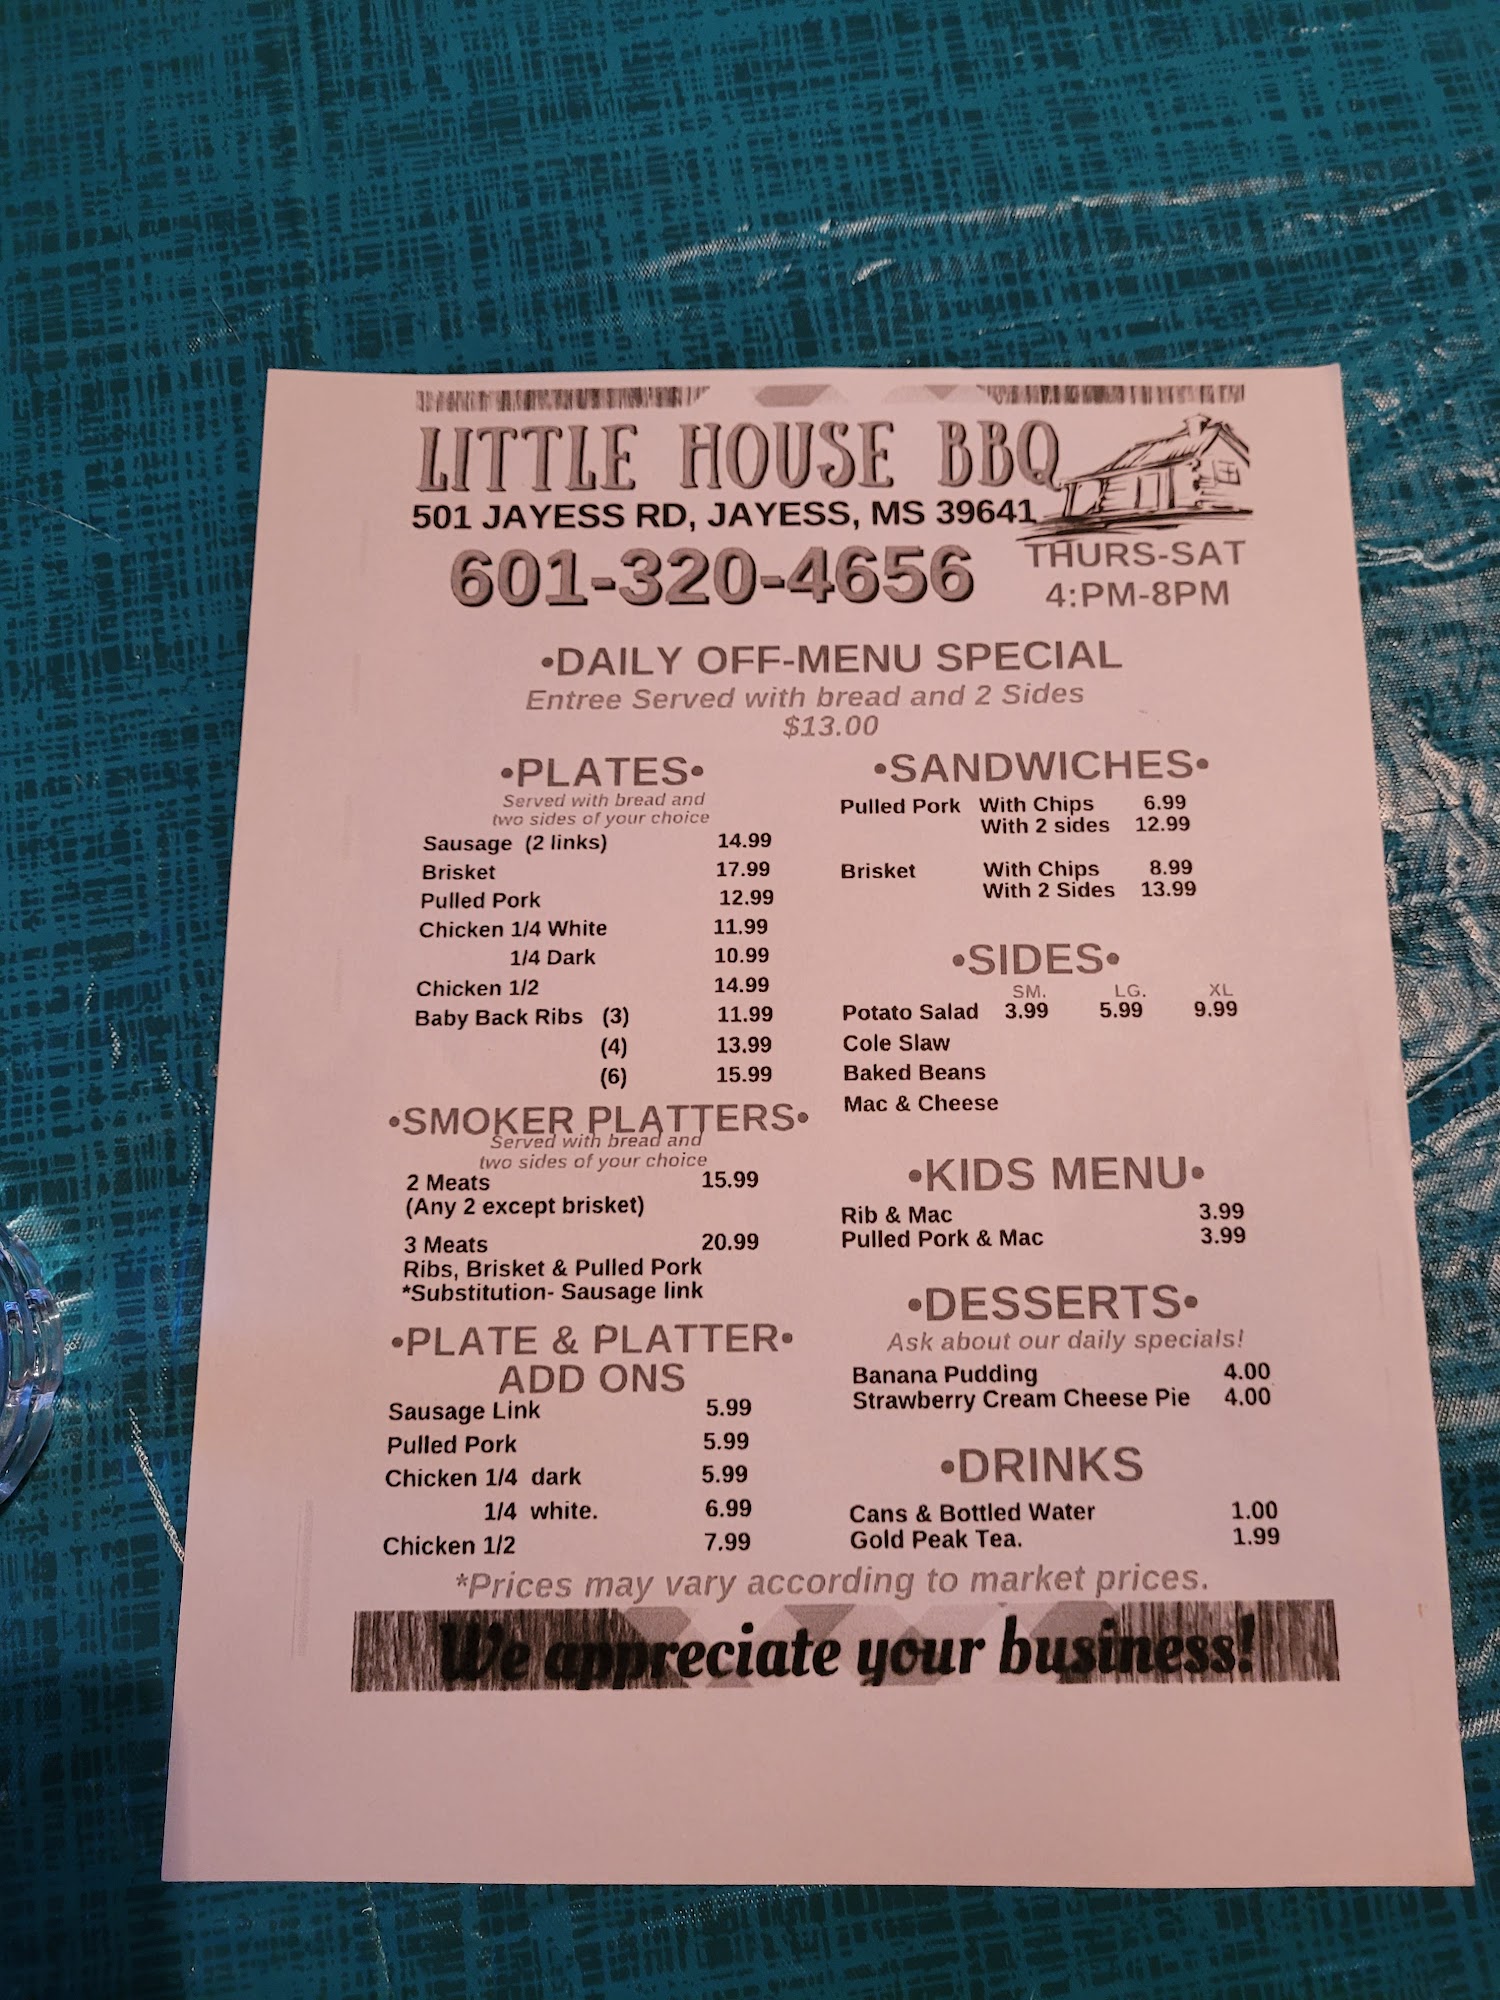 LITTLE HOUSE BBQ
501 JAYESS RD, JAYESS, MS 39641
601-320-4656
THURS-SAT
4:PM-8PM
•DAILY OFF-MENU SPECIAL
Entree Served with bread and 2 Sides
$13.00
•PLATES•
Served with bread and
two sides of your choice
Sausage (2 links) 14.99
Brisket 17.99
Pulled Pork 12.99
Chicken 1/4 White 11.99
1/4 Dark 10.99
Chicken 1/2 14.99
Baby Back Ribs (3) 11.99
(4) 13.99
(6) 15.99
•SMOKER PLATTERS•
Served with bread and
two sides of your choice
2 Meats 15.99
(Any 2 except brisket)
3 Meats 20.99
Ribs, Brisket & Pulled Pork
*Substitution- Sausage link
•PLATE & PLATTER•
ADD ONS
Sausage Link 5.99
Pulled Pork 5.99
Chicken 1/4 dark 5.99
1/4 white. 6.99
Chicken 1/2 7.99
•SANDWICHES•
Pulled Pork With Chips 6.99
With 2 sides 12.99
Brisket With Chips 8.99
With 2 Sides 13.99
•SIDES•
SM. LG. XL
Potato Salad 3.99 5.99 9.99
Cole Slaw
Baked Beans
Mac & Cheese
•KIDS MENU•
Rib & Mac 3.99
Pulled Pork & Mac 3.99
•DESSERTS•
Ask about our daily specials!
Banana Pudding 4.00
Strawberry Cream Cheese Pie 4.00
•DRINKS
Cans & Bottled Water 1.00
Gold Peak Tea. 1.99
*Prices may vary according to market prices.
We appreciate your business!